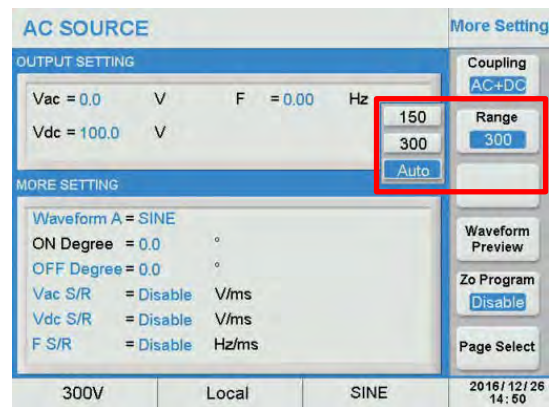 AC SOURCE
More Setting
OUTPUT SETTING
Vac = 0.0 V F = 0.00 Hz
Vdc = 100.0 V
150
300
Auto
Coupling
AC+DC
Range
300
MORE SETTING
Waveform A = SINE
ON Degree = 0.0 °
OFF Degree = 0.0 °
Vac S/R = Disable V/ms
Vdc S/R = Disable V/ms
F S/R = Disable Hz/ms
Waveform
Preview
Zo Program
Disable
Page Select
300V Local SINE
2016/12/26
14:50